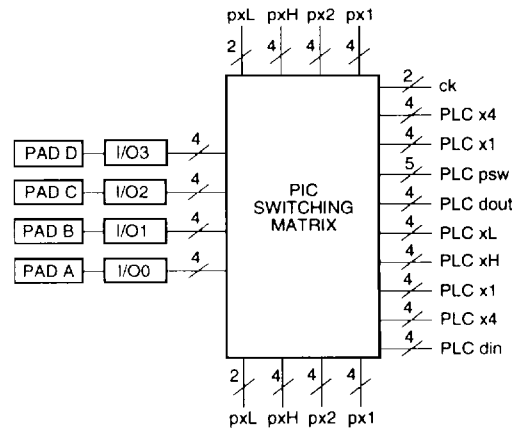 pxL pxH px2 px1
2 4 4 4
2 ck
4 PLC x4
4 PLC x1
5 PLC psw
4 PLC dout
4 PLC xL
4 PLC xH
4 PLC x1
4 PLC x4
4 PLC din
PAD D I/O3 4
PAD C I/O2 4
PAD B I/O1 4
PAD A I/O0 4
PIC
SWITCHING
MATRIX
2 4 4 4
pxL pxH px2 px1